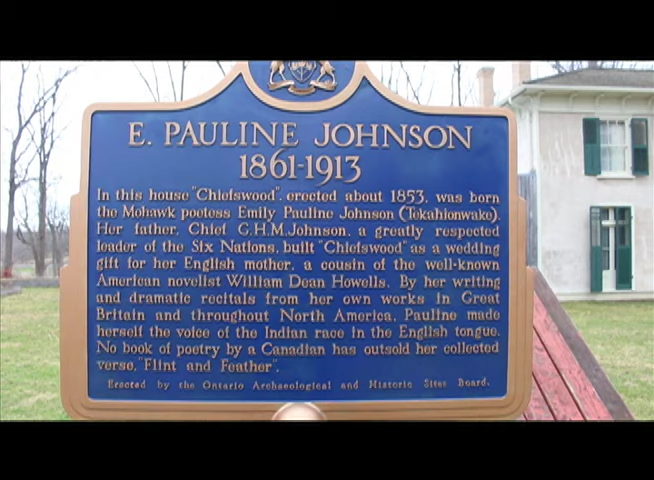 E. PAULINE JOHNSON
1861-1913
In this house "Chiefswood", erected about 1853, was born
the Mohawk poetess Emily Pauline Johnson (Tekahionwake).
Her father, Chief G.H.M.Johnson, a greatly respected
leader of the Six Nations, built "Chiefswood" as a wedding
gift for her English mother, a cousin of the well-known
American novelist William Dean Howells. By her writing
and dramatic recitals from her own works in Great
Britain and throughout North America, Pauline made
herself the voice of the Indian race in the English tongue.
No book of poetry by a Canadian has outsold her collected
verse, "Flint and Feather".
Erected by the Ontario Archaeological and Historic Sites Board.